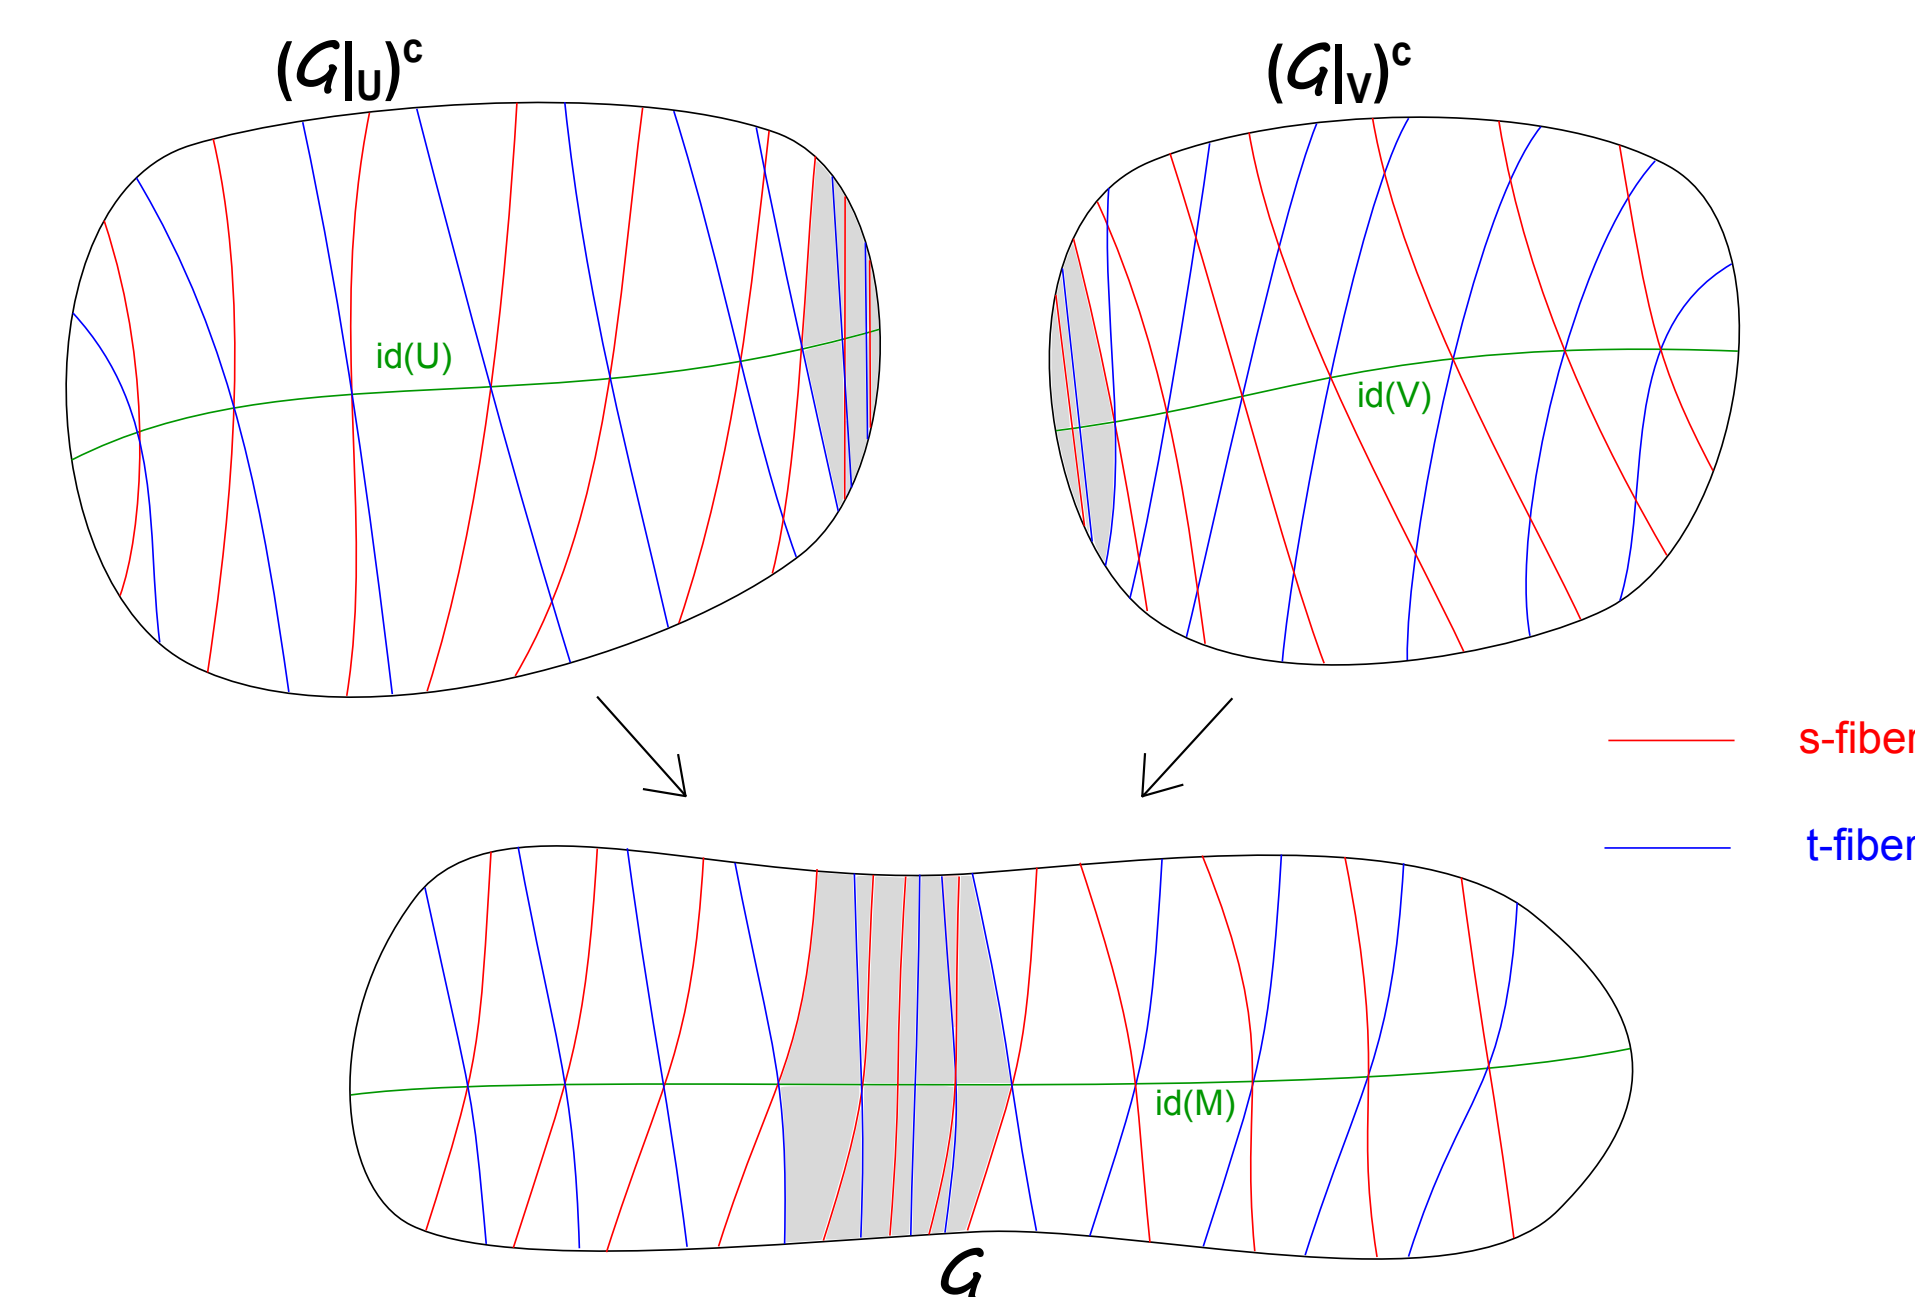 (𝒢|U)ᶜ
(𝒢|V)ᶜ
id(U)
id(V)
s-fiber
t-fiber
id(M)
𝒢